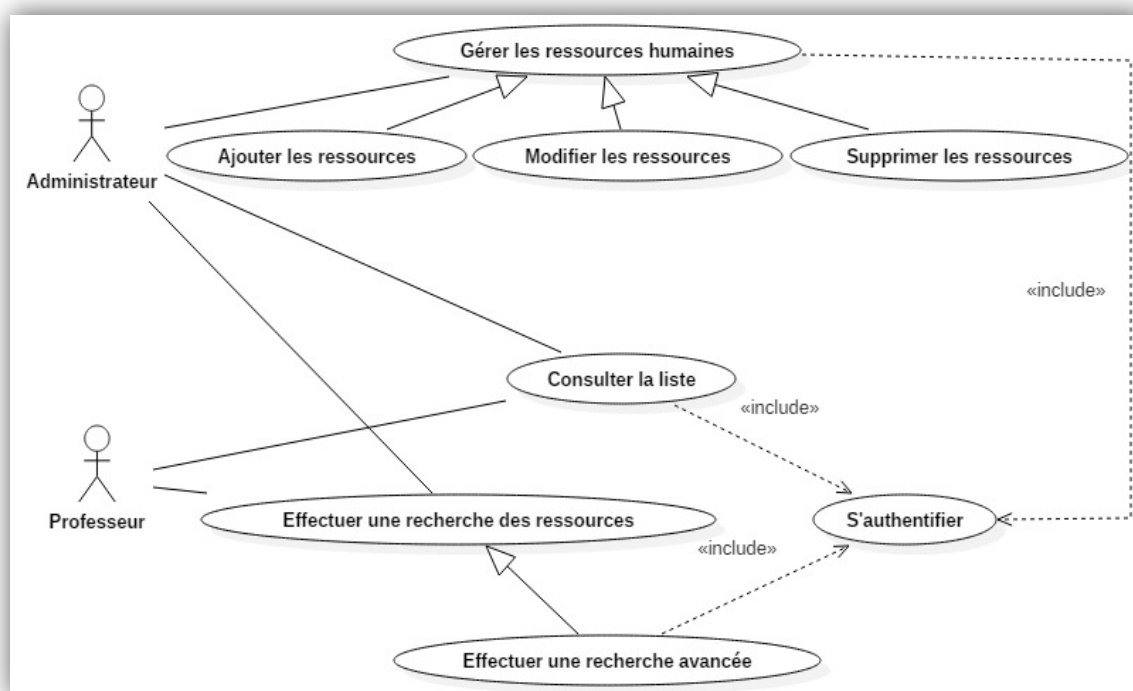 Gérer les ressources humaines
Ajouter les ressources
Modifier les ressources
Supprimer les ressources
Administrateur
«include»
Consulter la liste
«include»
Professeur
Effectuer une recherche des ressources
S'authentifier
«include»
Effectuer une recherche avancée